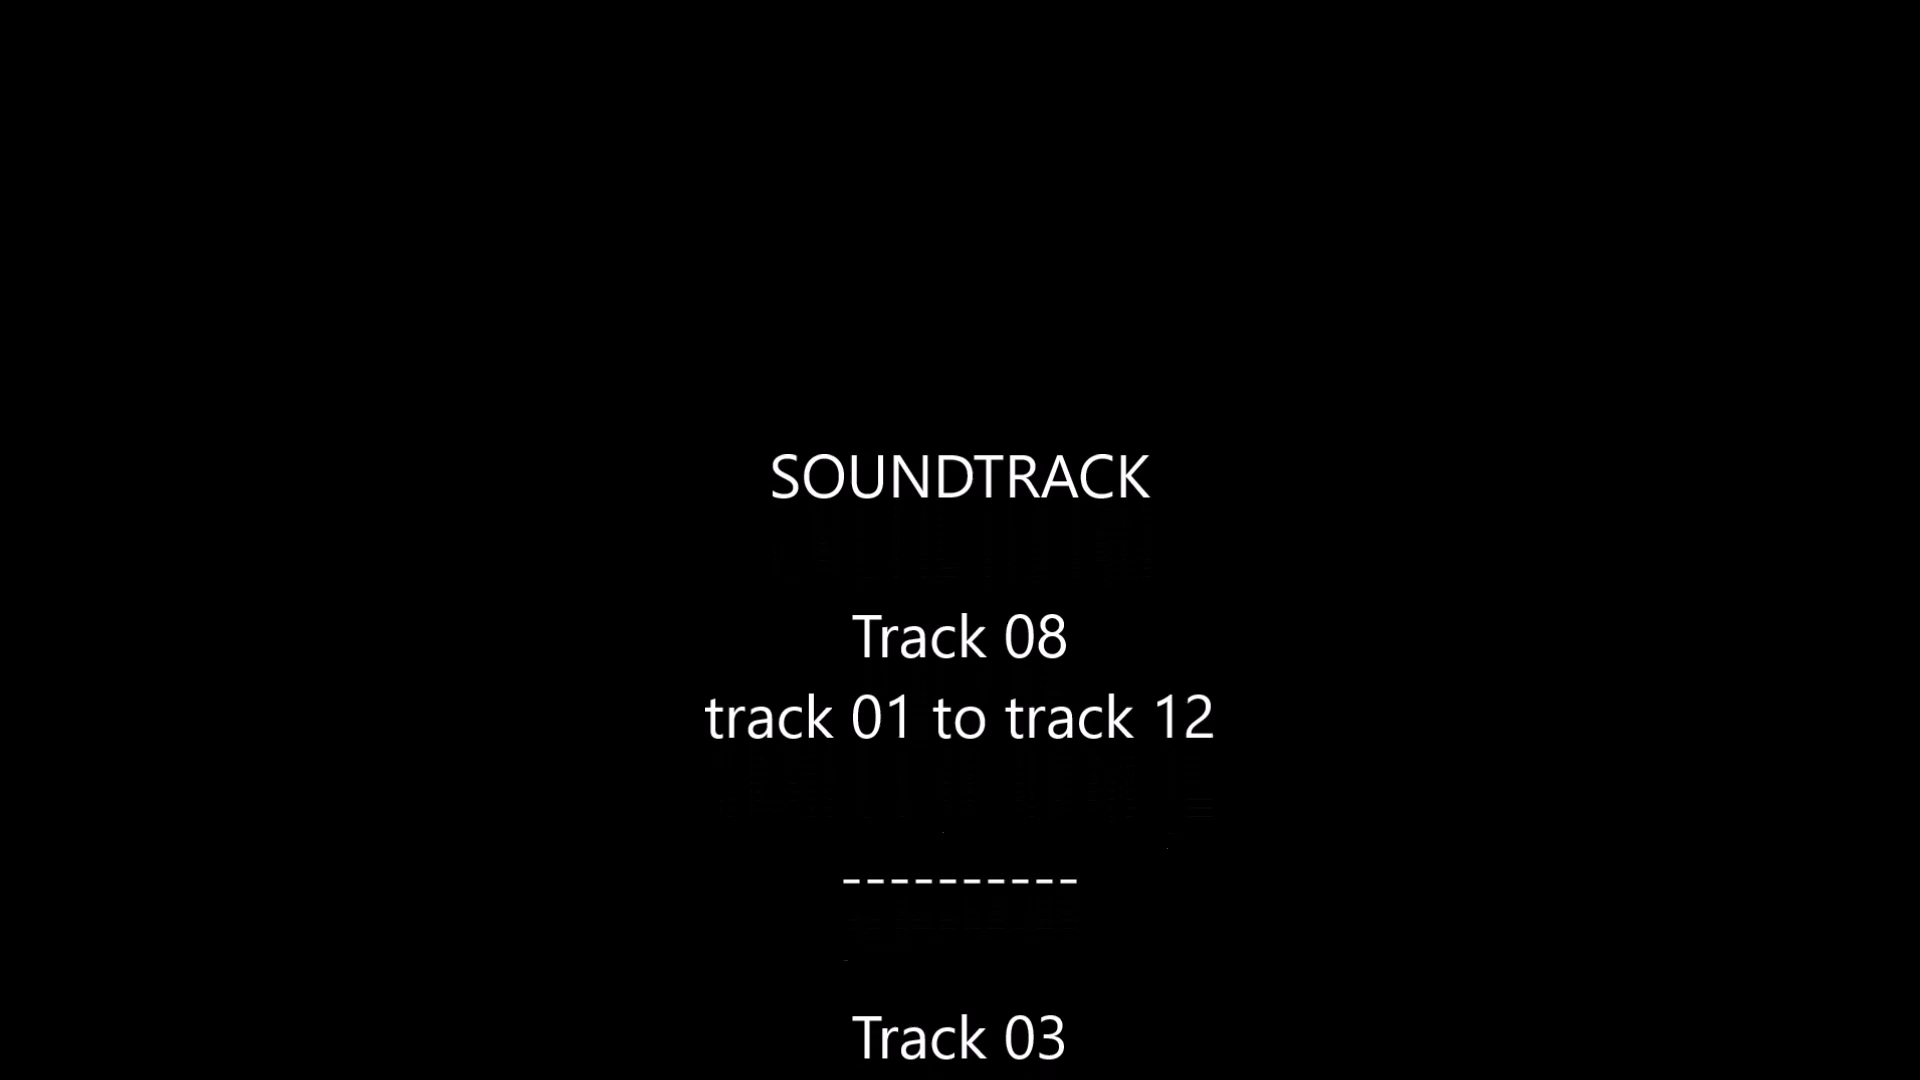 SOUNDTRACK
Track 08
track 01 to track 12
----------
Track 03